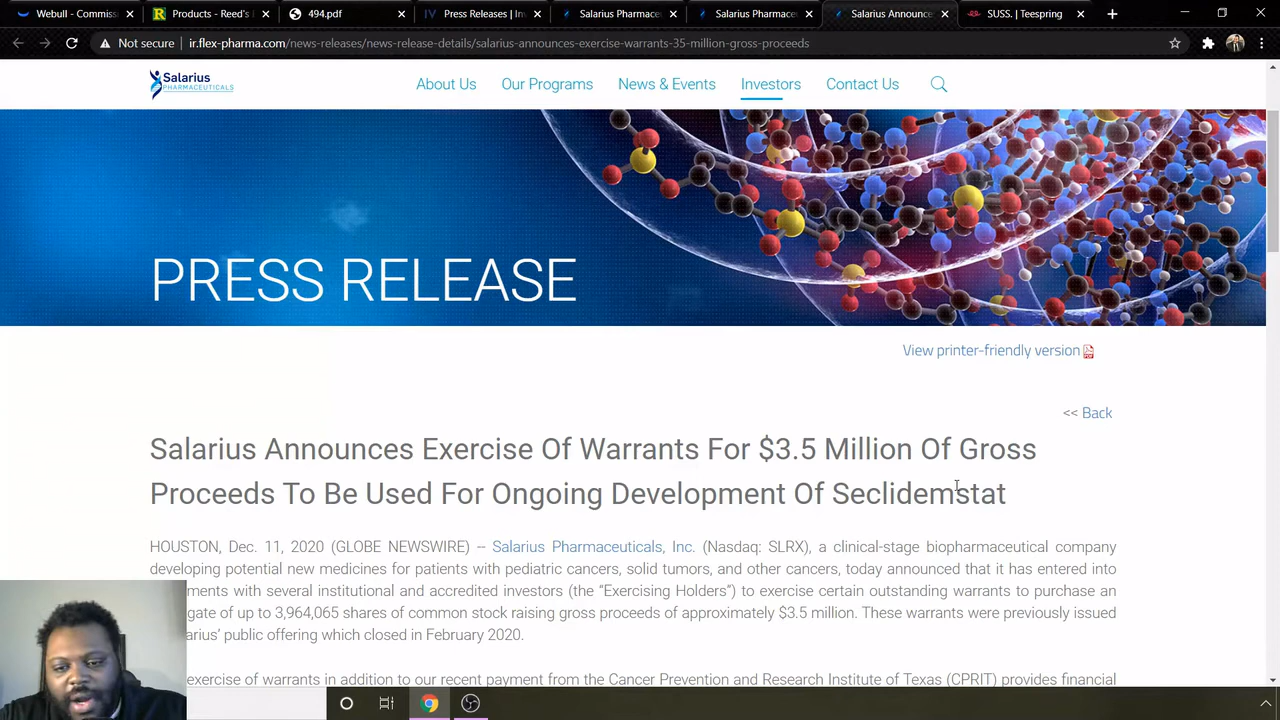 Webull - Commiss
Products - Reed's
494.pdf
Press Releases | In
Salarius Pharmace
Salarius Pharmace
Salarius Announce
SUSS. | Teespring
Not secure
ir.flex-pharma.com/news-releases/news-release-details/salarius-announces-exercise-warrants-35-million-gross-proceeds
Salarius
PHARMACEUTICALS
About Us
Our Programs
News & Events
Investors
Contact Us
PRESS RELEASE
View printer-friendly version
<< Back
Salarius Announces Exercise Of Warrants For $3.5 Million Of Gross
Proceeds To Be Used For Ongoing Development Of Seclidemstat
HOUSTON, Dec. 11, 2020 (GLOBE NEWSWIRE) -- Salarius Pharmaceuticals, Inc. (Nasdaq: SLRX), a clinical-stage biopharmaceutical company
developing potential new medicines for patients with pediatric cancers, solid tumors, and other cancers, today announced that it has entered into
ments with several institutional and accredited investors (the “Exercising Holders”) to exercise certain outstanding warrants to purchase an
gate of up to 3,964,065 shares of common stock raising gross proceeds of approximately $3.5 million. These warrants were previously issued
arius’ public offering which closed in February 2020.
exercise of warrants in addition to our recent payment from the Cancer Prevention and Research Institute of Texas (CPRIT) provides financial